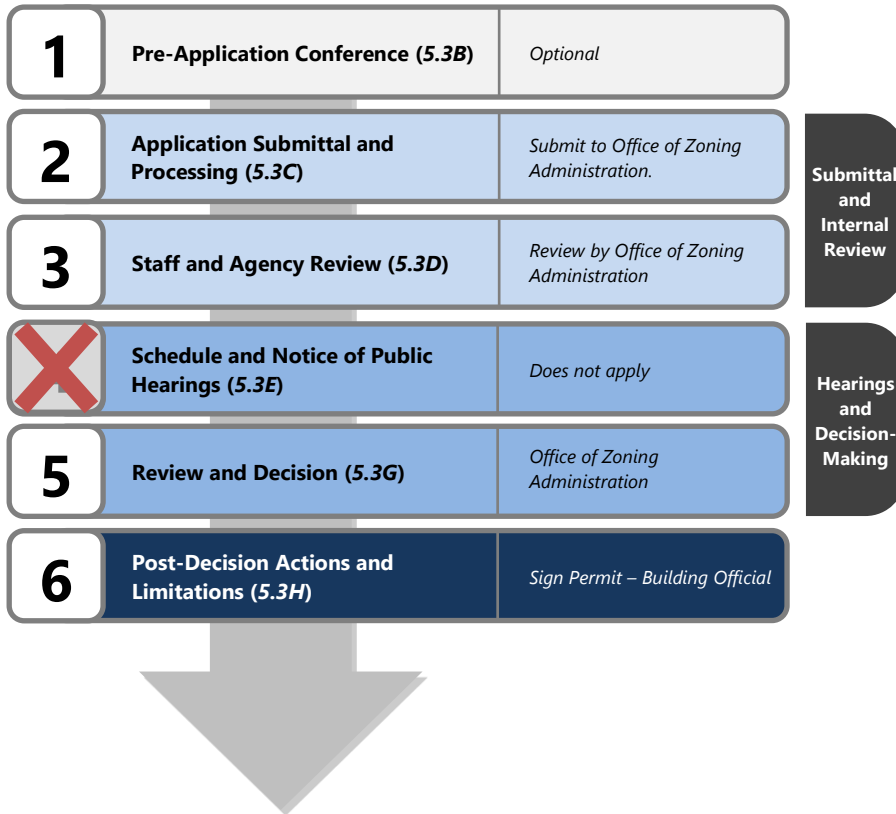 1
Pre-Application Conference (5.3B)
Optional
2
Application Submittal and
Processing (5.3C)
Submit to Office of Zoning
Administration.
3
Staff and Agency Review (5.3D)
Review by Office of Zoning
Administration
Submittal
and
Internal
Review
Schedule and Notice of Public
Hearings (5.3E)
Does not apply
5
Review and Decision (5.3G)
Office of Zoning
Administration
Hearings
and
Decision-
Making
6
Post-Decision Actions and
Limitations (5.3H)
Sign Permit – Building Official